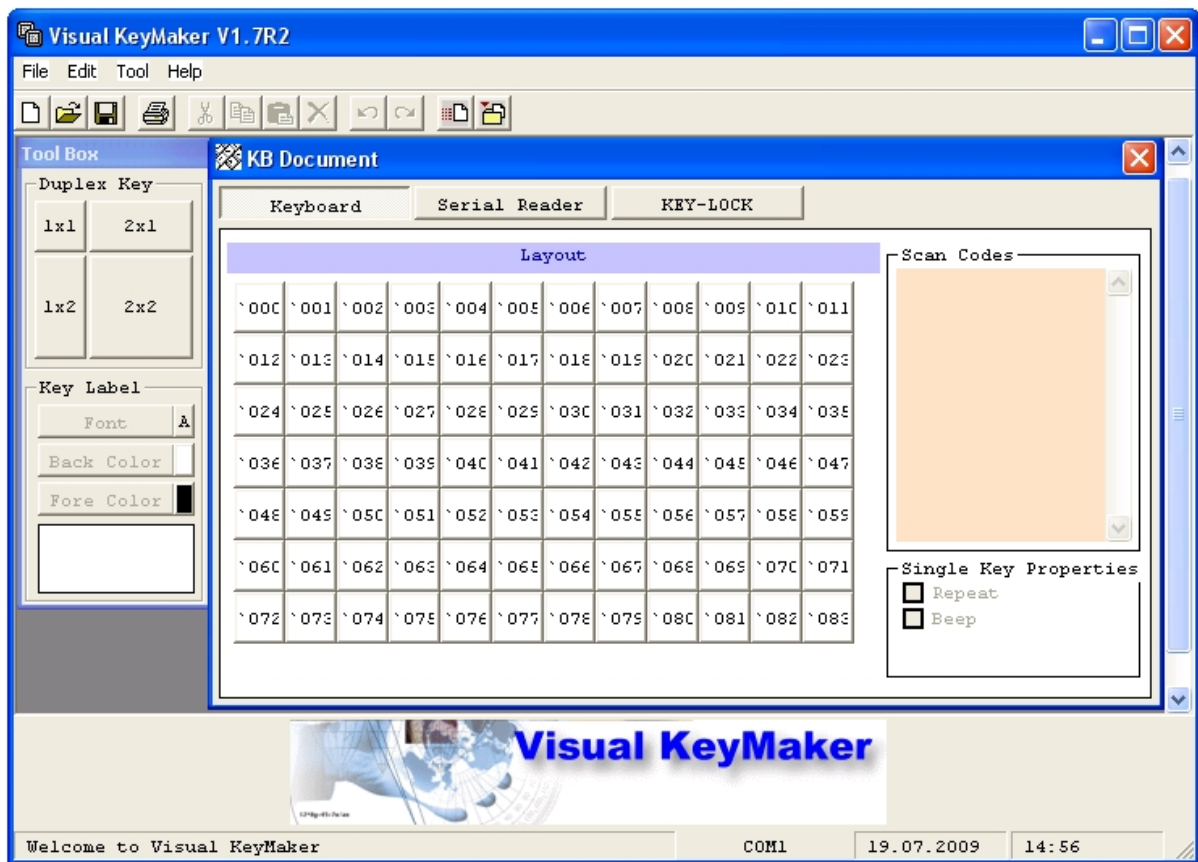 Visual KeyMaker V1.7R2
File Edit Tool Help
Tool Box
Duplex Key
1x1 2x1
1x2 2x2
Key Label
Font A
Back Color
Fore Color
KB Document
Keyboard Serial Reader KEY-LOCK
Layout
`000 `001 `002 `003 `004 `005 `006 `007 `008 `009 `010 `011
`012 `013 `014 `015 `016 `017 `018 `019 `020 `021 `022 `023
`024 `025 `026 `027 `028 `029 `030 `031 `032 `033 `034 `035
`036 `037 `038 `039 `040 `041 `042 `043 `044 `045 `046 `047
`048 `049 `050 `051 `052 `053 `054 `055 `056 `057 `058 `059
`060 `061 `062 `063 `064 `065 `066 `067 `068 `069 `070 `071
`072 `073 `074 `075 `076 `077 `078 `079 `080 `081 `082 `083
Scan Codes
Single Key Properties
Repeat
Beep
Visual KeyMaker
Welcome to Visual KeyMaker COM1 19.07.2009 14:56